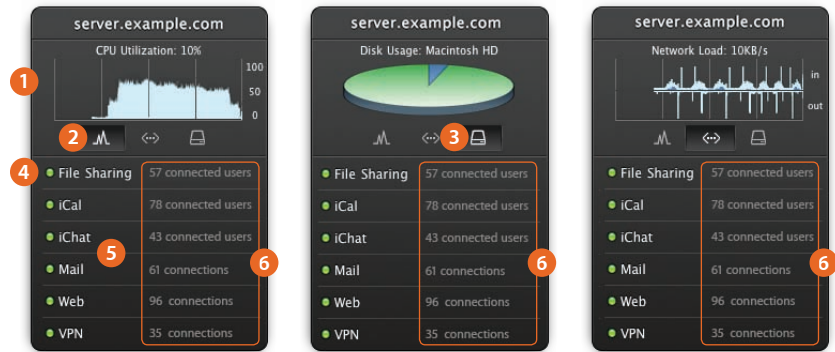 server.example.com
CPU Utilization: 10%
100
1
50
0
2
4
File Sharing 57 connected users
iCal 78 connected users
iChat 43 connected users
5
6
Mail 61 connections
Web 96 connections
VPN 35 connections
server.example.com
Disk Usage: Macintosh HD
3
File Sharing 57 connected users
iCal 78 connected users
iChat 43 connected users
6
Mail 61 connections
Web 96 connections
VPN 35 connections
server.example.com
Network Load: 10KB/s
in
out
File Sharing 57 connected users
iCal 78 connected users
iChat 43 connected users
6
Mail 61 connections
Web 96 connections
VPN 35 connections